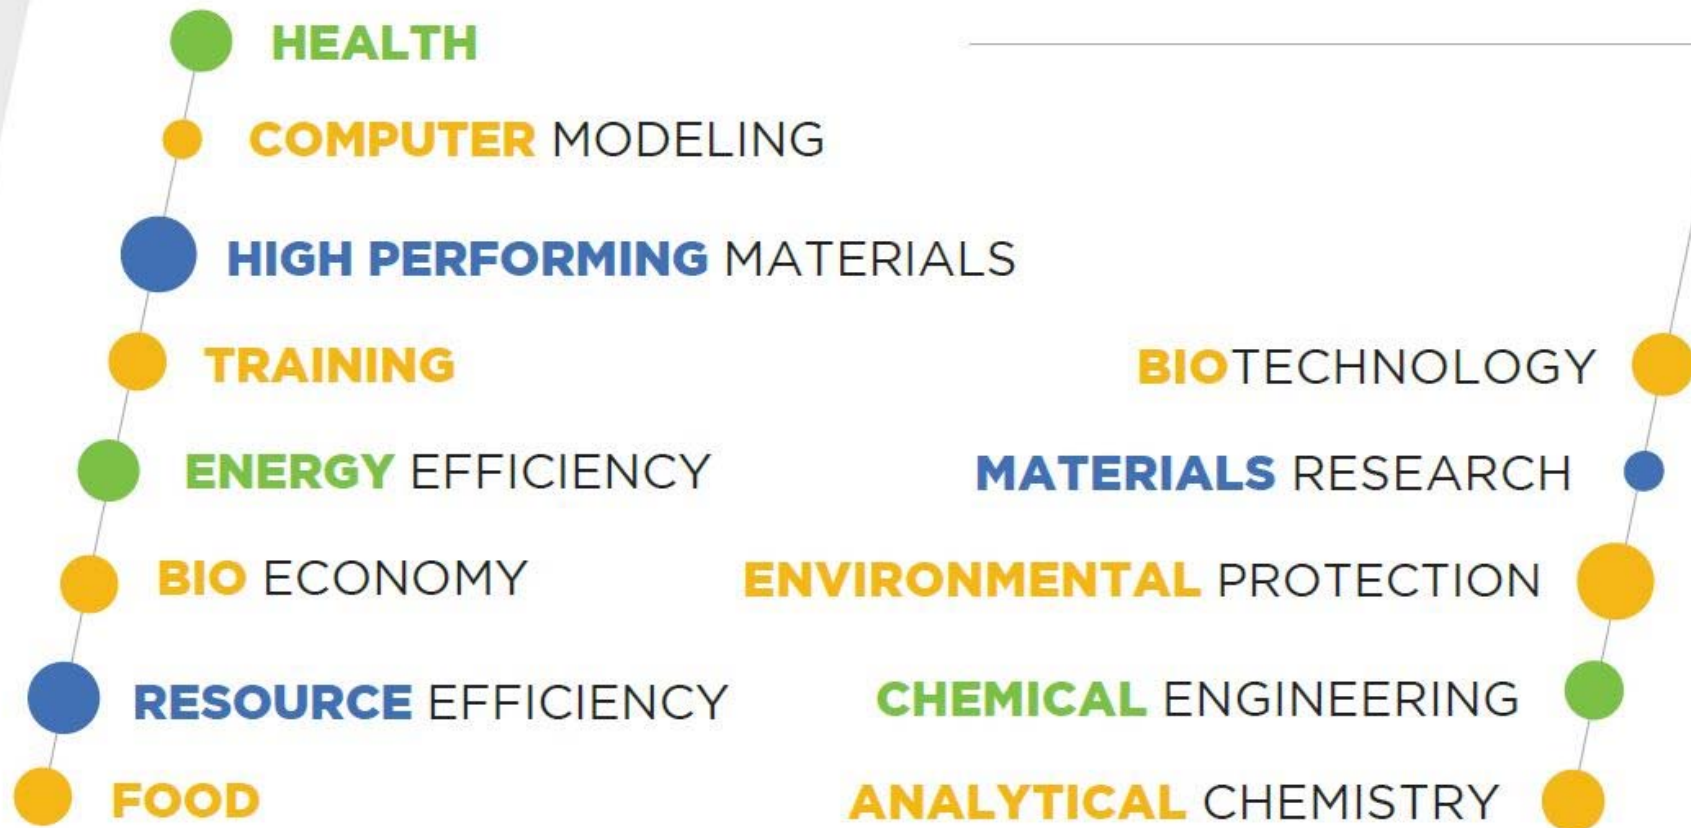 HEALTH
COMPUTER MODELING
HIGH PERFORMING MATERIALS
TRAINING
ENERGY EFFICIENCY
BIO ECONOMY
RESOURCE EFFICIENCY
FOOD
BIOTECHNOLOGY
MATERIALS RESEARCH
ENVIRONMENTAL PROTECTION
CHEMICAL ENGINEERING
ANALYTICAL CHEMISTRY